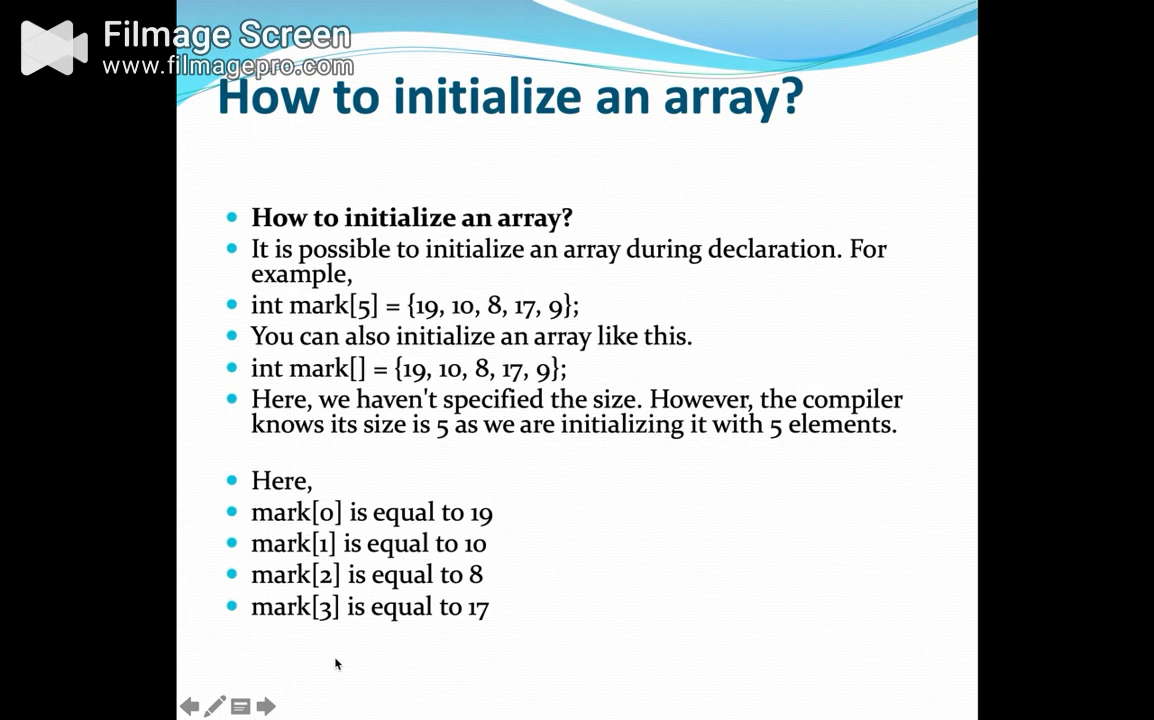 Filmage Screen
www.filmagepro.com
How to initialize an array?
How to initialize an array?
It is possible to initialize an array during declaration. For
example,
int mark[5] = {19, 10, 8, 17, 9};
You can also initialize an array like this.
int mark[] = {19, 10, 8, 17, 9};
Here, we haven't specified the size. However, the compiler
knows its size is 5 as we are initializing it with 5 elements.
Here,
mark[0] is equal to 19
mark[1] is equal to 10
mark[2] is equal to 8
mark[3] is equal to 17